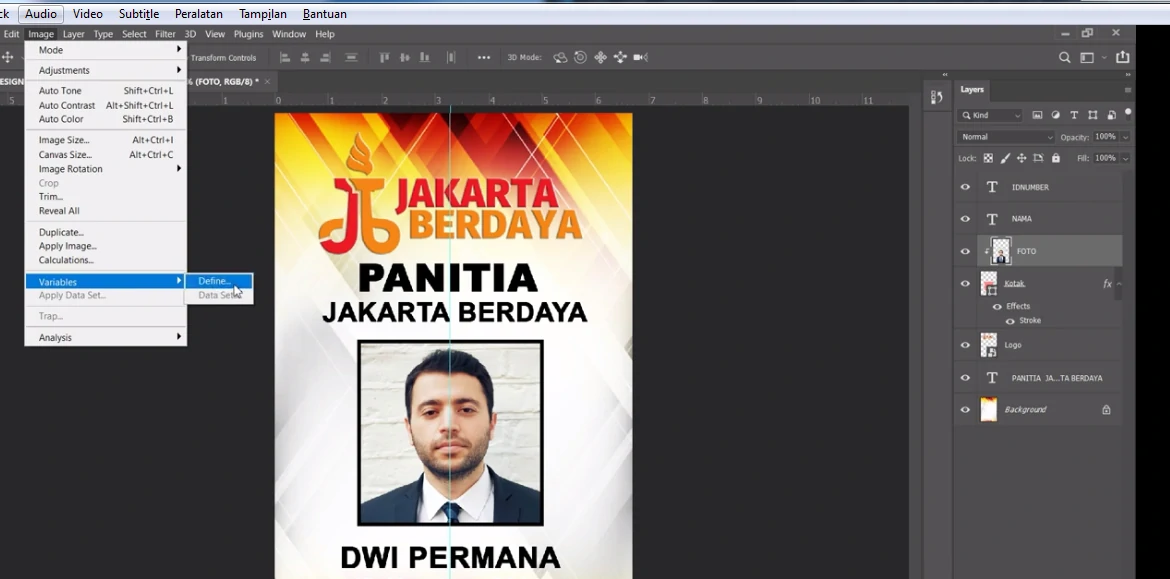 ck Audio Video Subtitle Peralatan Tampilan Bantuan
Edit Image Layer Type Select Filter 3D View Plugins Window Help
Mode
Transform Controls 3D Mode:
Adjustments
(FOTO, RGB/8) *
Auto Tone Shift+Ctrl+L
Auto Contrast Alt+Shift+Ctrl+L
Auto Color Shift+Ctrl+B
Image Size... Alt+Ctrl+I
Canvas Size... Alt+Ctrl+C
Image Rotation
Crop
Trim...
Reveal All
Duplicate...
Apply Image...
Calculations...
Variables
Define...
Apply Data Set...
Trap...
Analysis
5 1 0 1 2 3 4 5 6 7 8 9 10 11
JAKARTA
BERDAYA
PANITIA
JAKARTA BERDAYA
DWI PERMANA
Layers
Kind
Normal Opacity: 100%
Lock: Fill: 100%
IDNUMBER
NAMA
FOTO
Kotak fx
Effects
Stroke
Logo
PANITIA JA...TA BERDAYA
Background